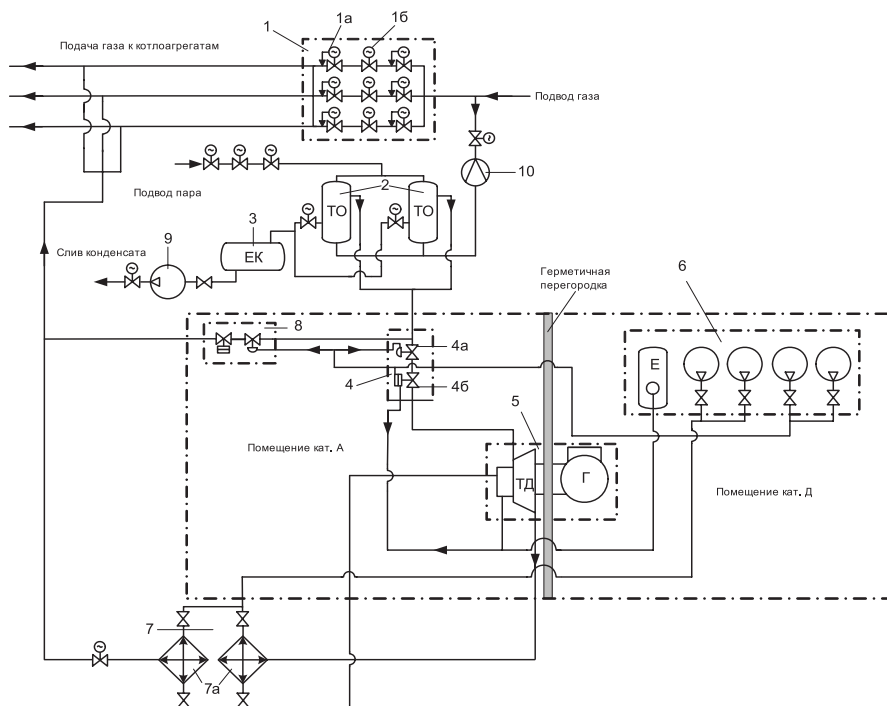 1
1а
1б
Подача газа к котлоагрегатам
Подвод газа
10
Подвод пара
2
ТО
ТО
3
ЕК
9
Слив конденсата
Герметичная
перегородка
6
8
4а
4
4б
Е
5
Помещение кат. А
ТД
Г
Помещение кат. Д
7
7а